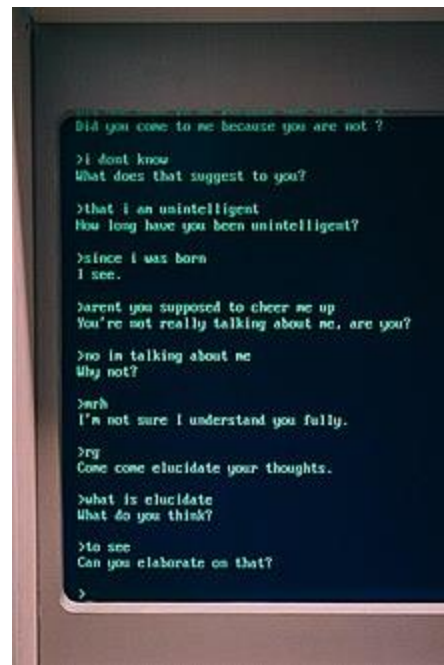 Did you come to me because you are not ?
>i dont know
What does that suggest to you?
>that i am unintelligent
How long have you been unintelligent?
>since i was born
I see.
>arent you supposed to cheer me up
You're not really talking about me, are you?
>no im talking about me
Why not?
>mrh
I'm not sure I understand you fully.
>rg
Come come elucidate your thoughts.
>what is elucidate
What do you think?
>to see
Can you elaborate on that?
>